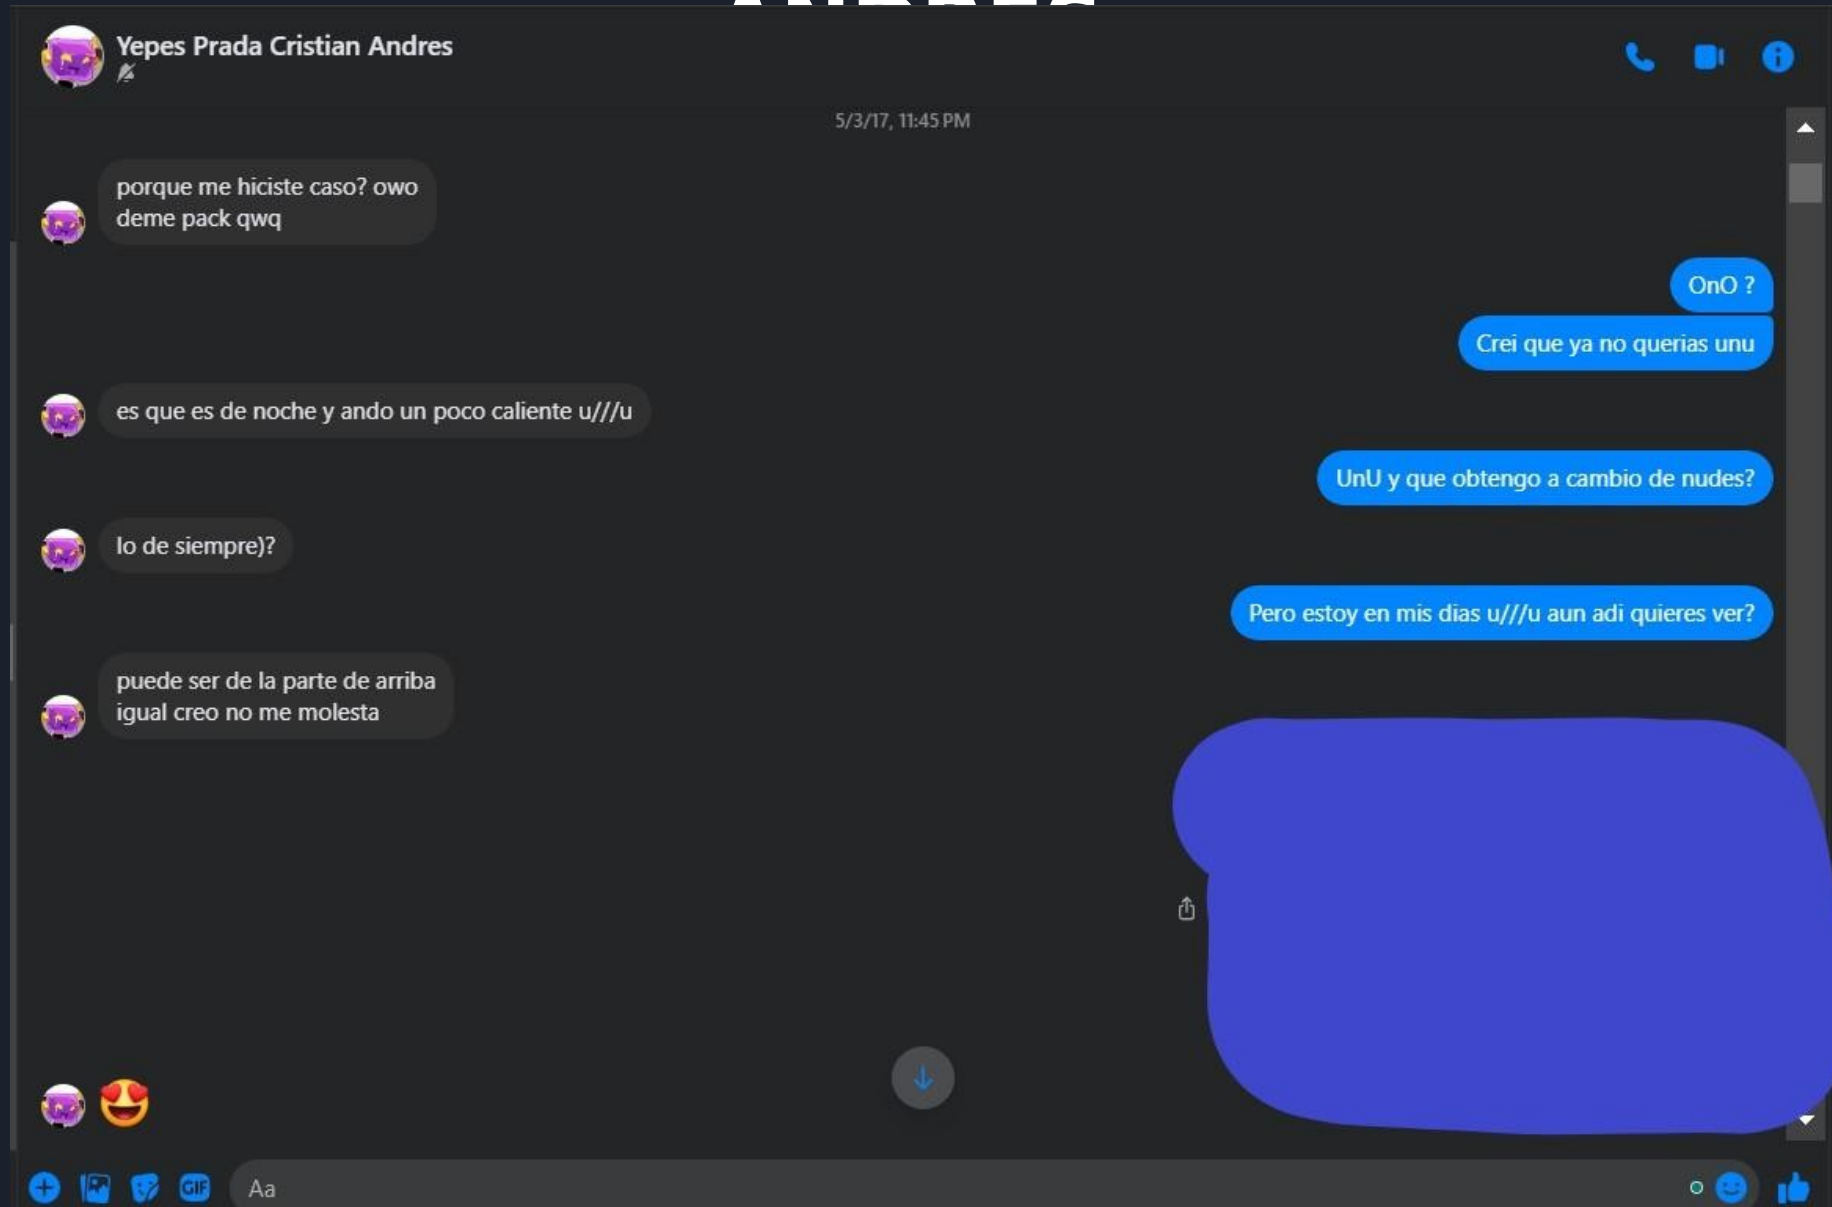 ANDRES
Yepes Prada Cristian Andres
5/3/17, 11:45 PM
porque me hiciste caso? owo
deme pack qwq
OnO ?
Crei que ya no querias unu
es que es de noche y ando un poco caliente u///u
UnU y que obtengo a cambio de nudes?
lo de siempre)?
Pero estoy en mis dias u///u aun adi quieres ver?
puede ser de la parte de arriba
igual creo no me molesta
GIF
Aa